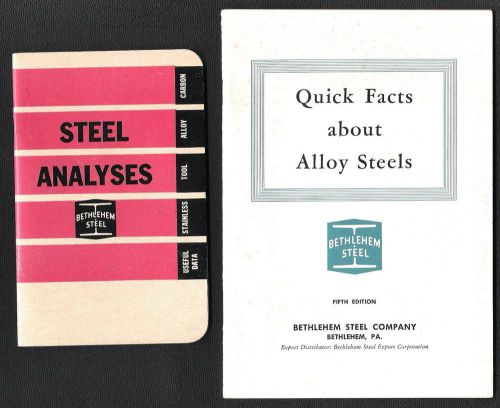 CARBON
STEEL
ALLOY
ANALYSES
TOOL
BETHLEHEM
STEEL
STAINLESS
USEFUL
DATA
Quick Facts
about
Alloy Steels
BETHLEHEM
STEEL
FIFTH EDITION
BETHLEHEM STEEL COMPANY
BETHLEHEM, PA.
Export Distributor: Bethlehem Steel Export Corporation